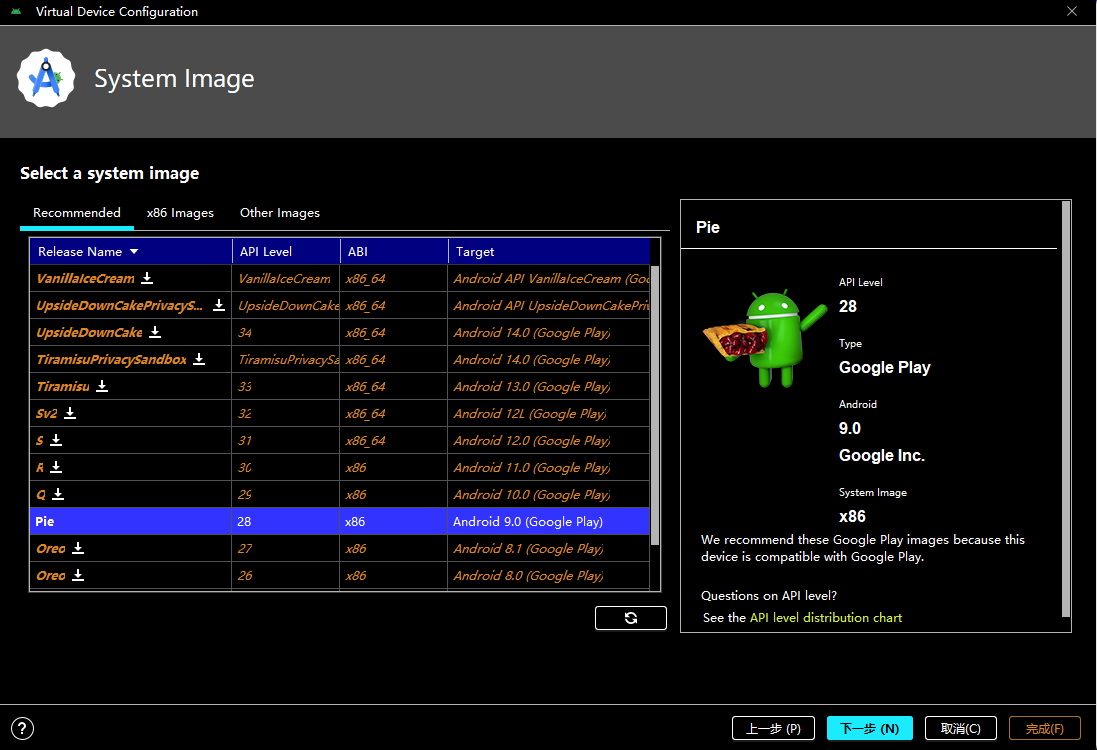 Virtual Device Configuration
System Image
Select a system image
Recommended x86 Images Other Images
Release Name API Level ABI Target
VanillaIceCream VanillaIceCream x86_64 Android API VanillaIceCream (Goo
UpsideDownCakePrivacyS... UpsideDownCake x86_64 Android API UpsideDownCakePriv
UpsideDownCake 34 x86_64 Android 14.0 (Google Play)
TiramisuPrivacySandbox TiramisuPrivacySa x86_64 Android 14.0 (Google Play)
Tiramisu 33 x86_64 Android 13.0 (Google Play)
Sv2 32 x86_64 Android 12L (Google Play)
S 31 x86_64 Android 12.0 (Google Play)
R 30 x86 Android 11.0 (Google Play)
Q 29 x86 Android 10.0 (Google Play)
Pie 28 x86 Android 9.0 (Google Play)
Oreo 27 x86 Android 8.1 (Google Play)
Oreo 26 x86 Android 8.0 (Google Play)
Pie
API Level
28
Type
Google Play
Android
9.0
Google Inc.
System Image
x86
We recommend these Google Play images because this
device is compatible with Google Play.
Questions on API level?
See the API level distribution chart
?
上一步 (P) 下一步 (N) 取消(C) 完成(F)